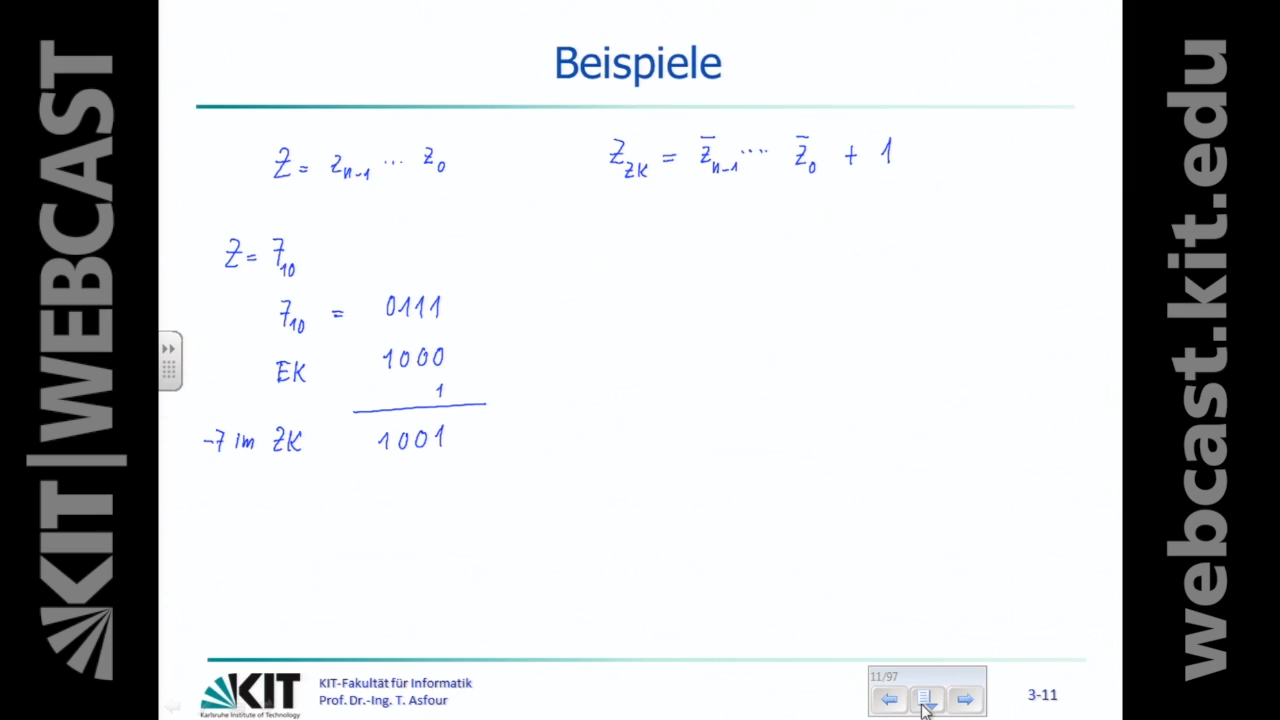 KIT|WEBCAST
Beispiele
Z = z_{n-1} ... z_0
Z_{ZK} = z̄_{n-1} .... z̄_0 + 1
Z = 7_{10}
7_{10} = 0111
EK 1000
1
-7 im ZK 1001
KIT
Karlsruhe Institute of Technology
KIT-Fakultät für Informatik
Prof. Dr.-Ing. T. Asfour
11/97
3-11
webcast.kit.edu